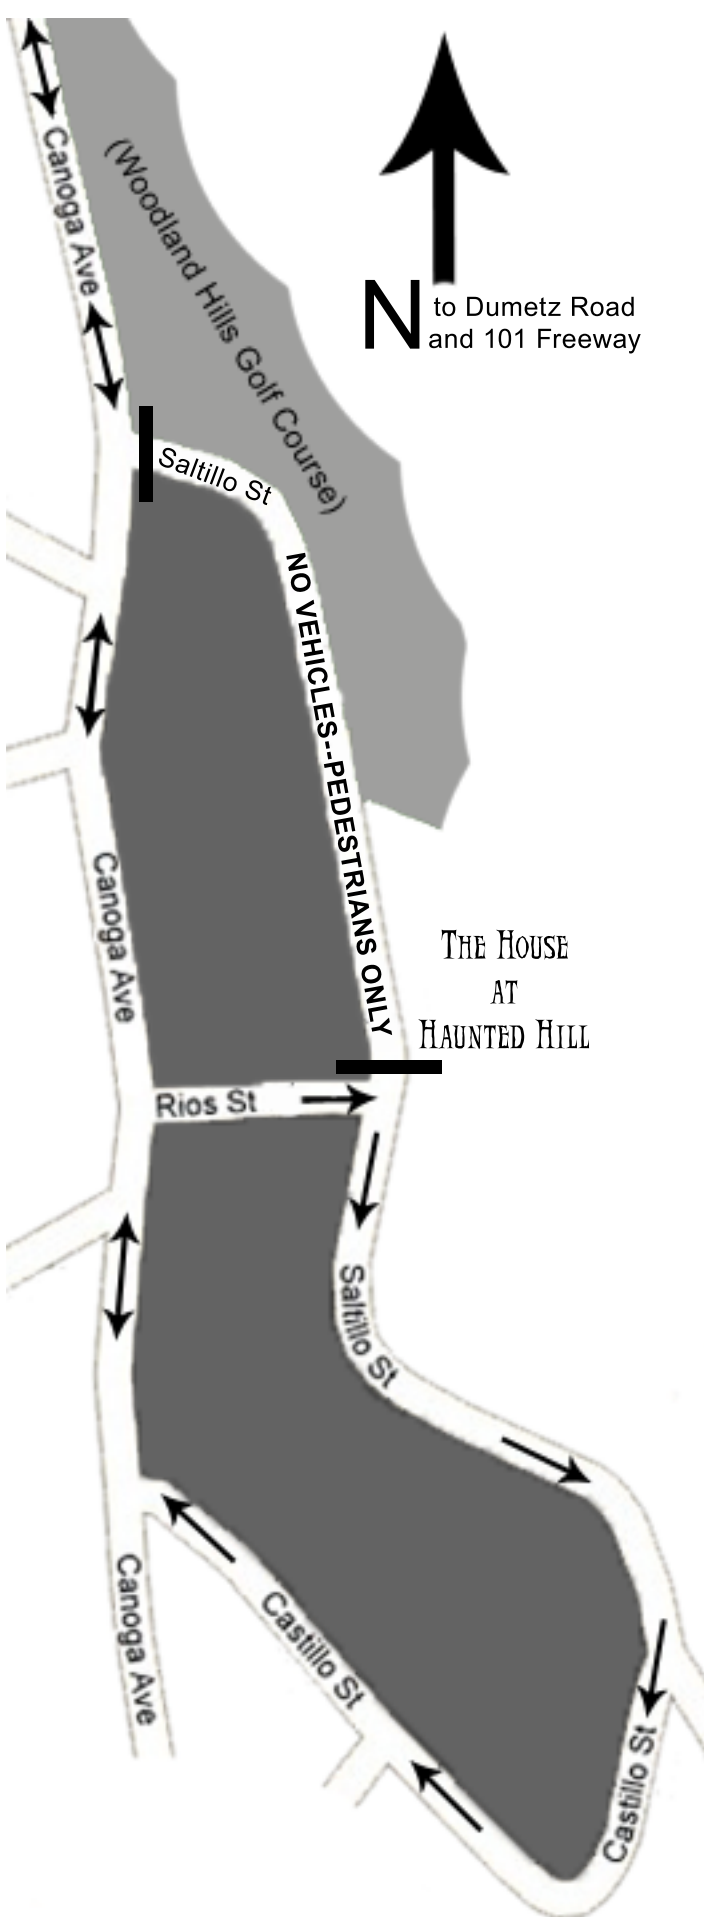 Canoga Ave
(Woodland Hills Golf Course)
N
to Dumetz Road
and 101 Freeway
Saltillo St
NO VEHICLES--PEDESTRIANS ONLY
Canoga Ave
THE HOUSE
AT
HAUNTED HILL
Rios St
Saltillo St
Canoga Ave
Castillo St
Castillo St